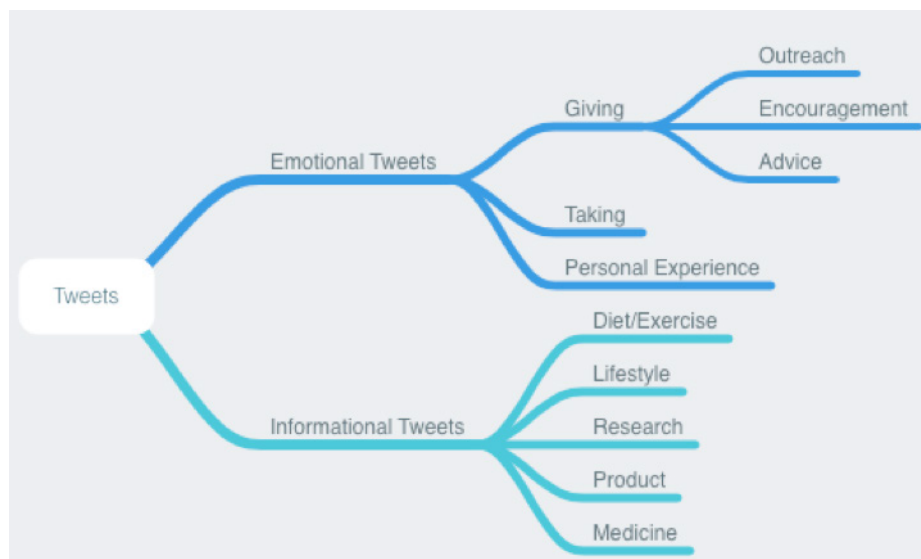 Outreach
Giving
Encouragement
Emotional Tweets
Advice
Taking
Personal Experience
Tweets
Diet/Exercise
Lifestyle
Informational Tweets
Research
Product
Medicine